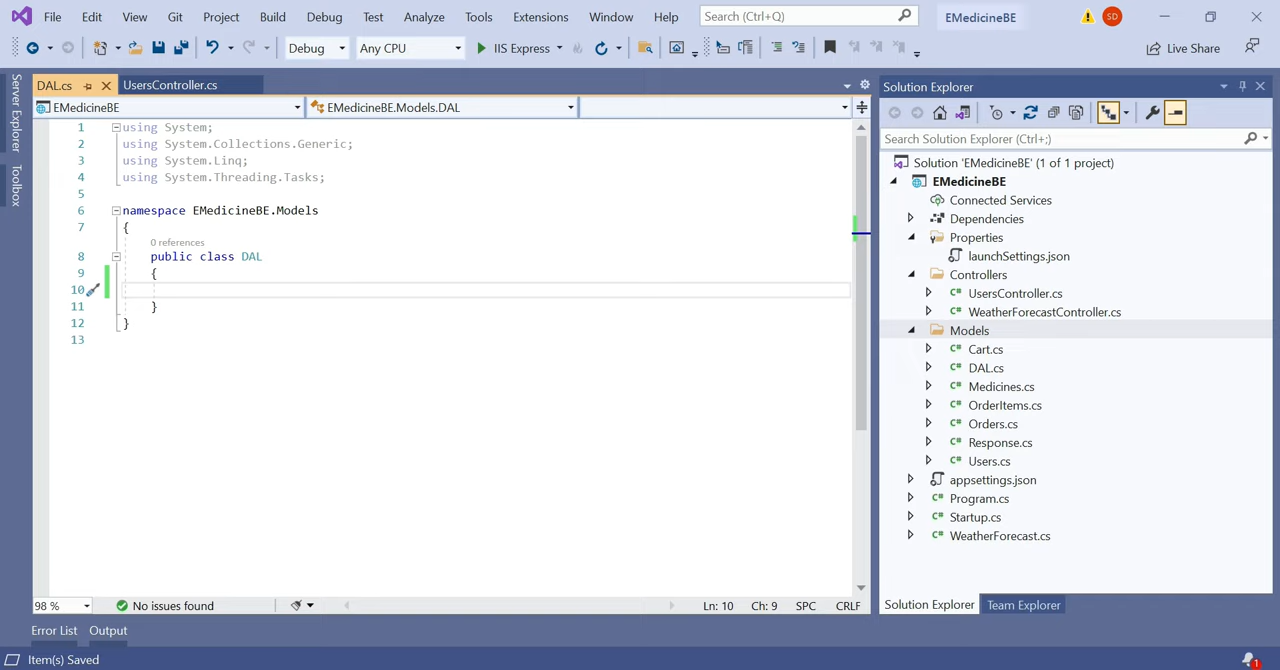 File Edit View Git Project Build Debug Test Analyze Tools Extensions Window Help Search (Ctrl+Q) EMedicineBE SD
Debug Any CPU IIS Express Live Share
Server Explorer
Toolbox
DAL.cs UsersController.cs
EMedicineBE EMedicineBE.Models.DAL
1 using System;
2 using System.Collections.Generic;
3 using System.Linq;
4 using System.Threading.Tasks;
5
6 namespace EMedicineBE.Models
7 {
0 references
8 public class DAL
9 {
10
11 }
12 }
13
98 % No issues found Ln: 10 Ch: 9 SPC CRLF
Solution Explorer
Search Solution Explorer (Ctrl+;)
Solution 'EMedicineBE' (1 of 1 project)
EMedicineBE
Connected Services
Dependencies
Properties
launchSettings.json
Controllers
C# UsersController.cs
C# WeatherForecastController.cs
Models
C# Cart.cs
C# DAL.cs
C# Medicines.cs
C# OrderItems.cs
C# Orders.cs
C# Response.cs
C# Users.cs
appsettings.json
C# Program.cs
C# Startup.cs
C# WeatherForecast.cs
Solution Explorer Team Explorer
Error List Output
Item(s) Saved 1